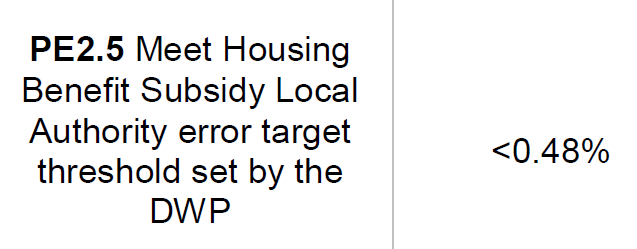 PE2.5 Meet Housing
Benefit Subsidy Local
Authority error target
threshold set by the
DWP
<0.48%